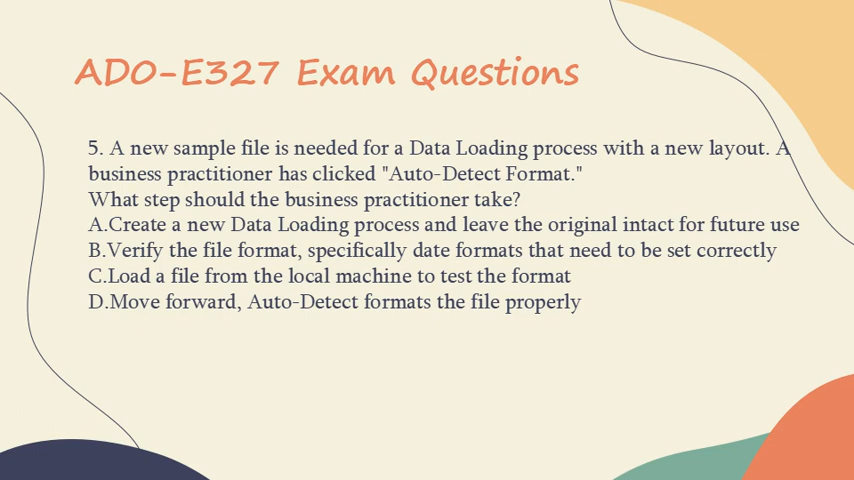 ADO-E327 Exam Questions
5. A new sample file is needed for a Data Loading process with a new layout. A
business practitioner has clicked "Auto-Detect Format."
What step should the business practitioner take?
A.Create a new Data Loading process and leave the original intact for future use
B.Verify the file format, specifically date formats that need to be set correctly
C.Load a file from the local machine to test the format
D.Move forward, Auto-Detect formats the file properly